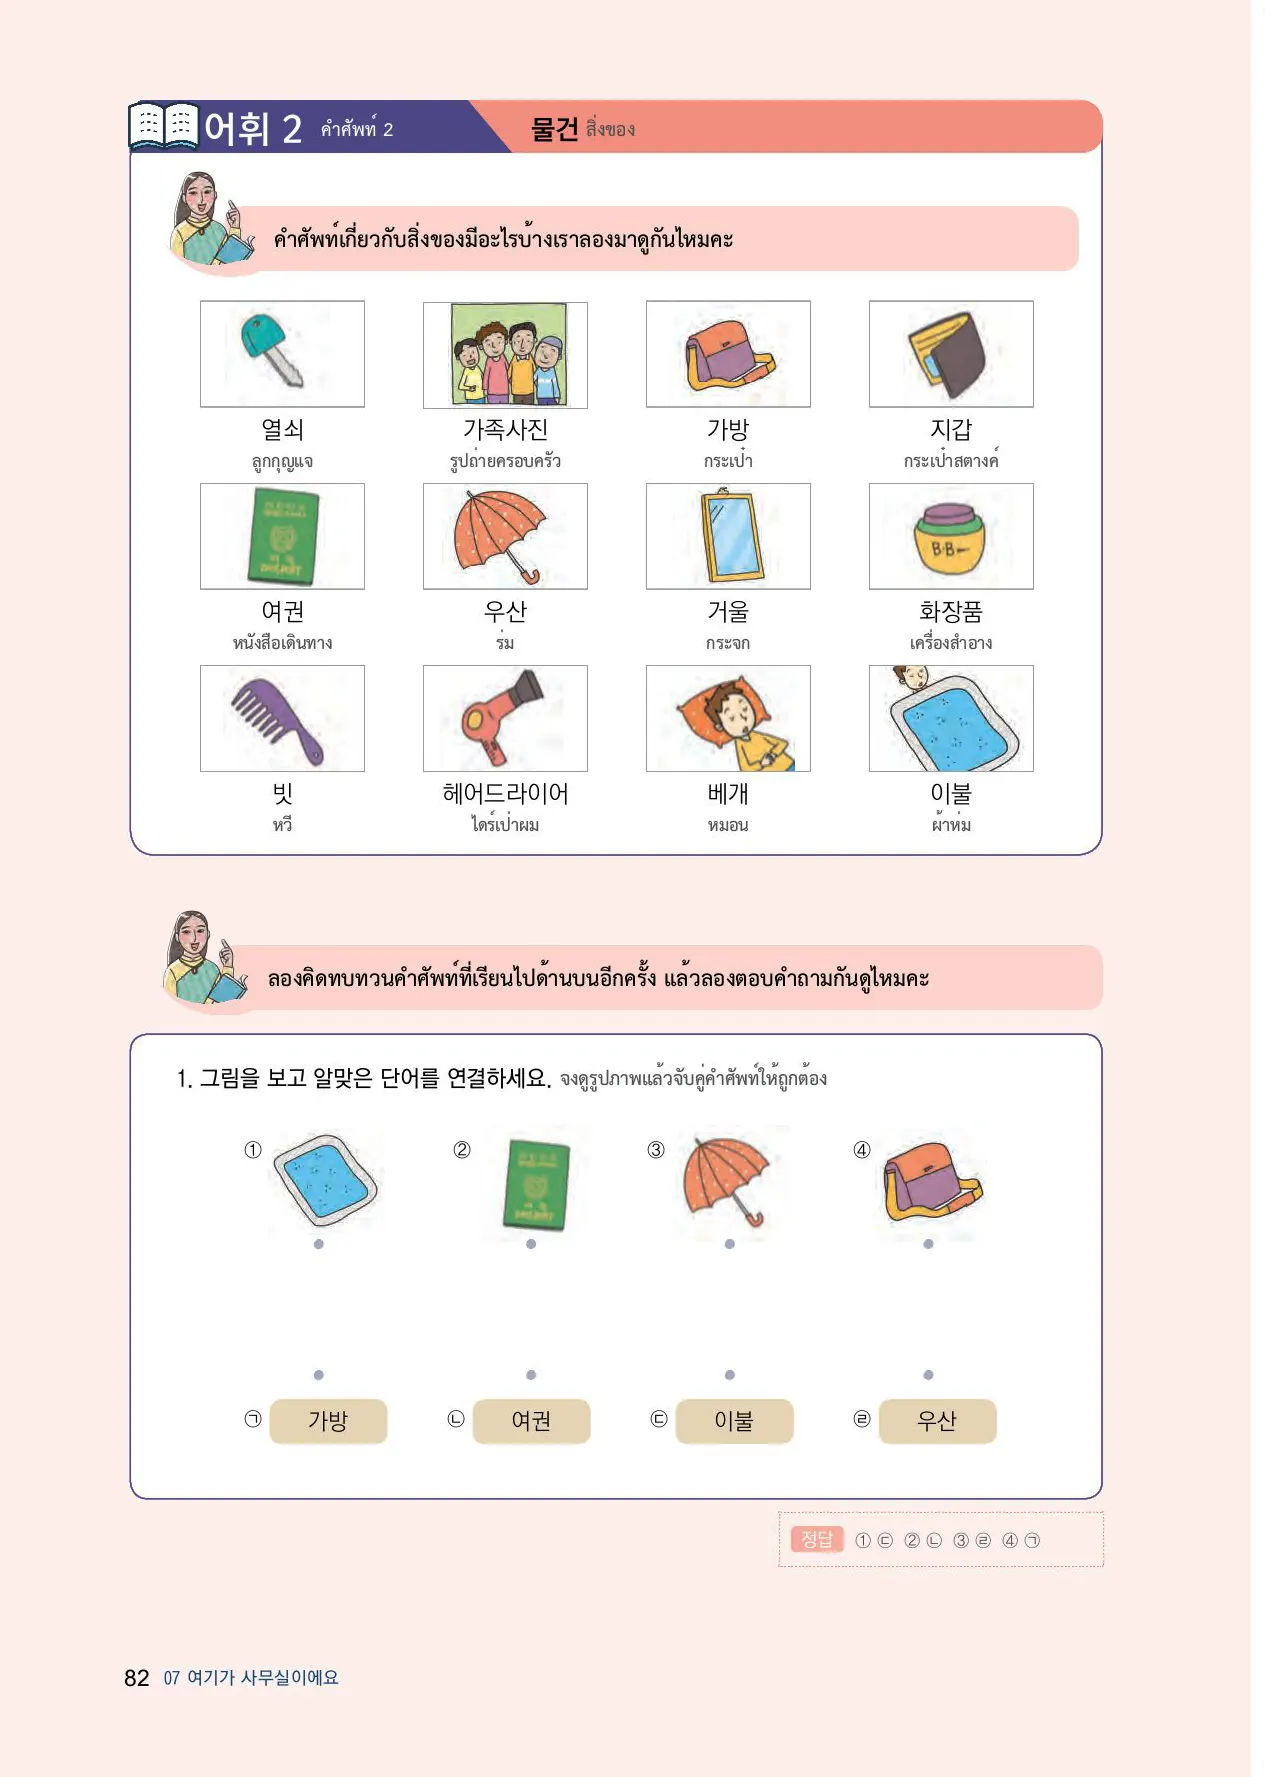 어휘 2 คำศัพท์ 2 물건 สิ่งของ
คำศัพท์เกี่ยวกับสิ่งของมีอะไรบ้างเราลองมาดูกันไหมคะ
열쇠 가족사진 가방 지갑
ลูกกุญแจ รูปถ่ายครอบครัว กระเป๋า กระเป๋าสตางค์
B·B
여권 우산 거울 화장품
หนังสือเดินทาง ร่ม กระจก เครื่องสำอาง
빗 헤어드라이어 베개 이불
หวี ไดร์เป่าผม หมอน ผ้าห่ม
ลองคิดทบทวนคำศัพท์ที่เรียนไปด้านบนอีกครั้ง แล้วลองตอบคำถามกันดูไหมคะ
1. 그림을 보고 알맞은 단어를 연결하세요. จงดูรูปภาพแล้วจับคู่คำศัพท์ให้ถูกต้อง
① ② ③ ④
㉠ 가방 ㉡ 여권 ㉢ 이불 ㉣ 우산
정답 ① ㉢ ② ㉡ ③ ㉣ ④ ㉠
82 07 여기가 사무실이에요